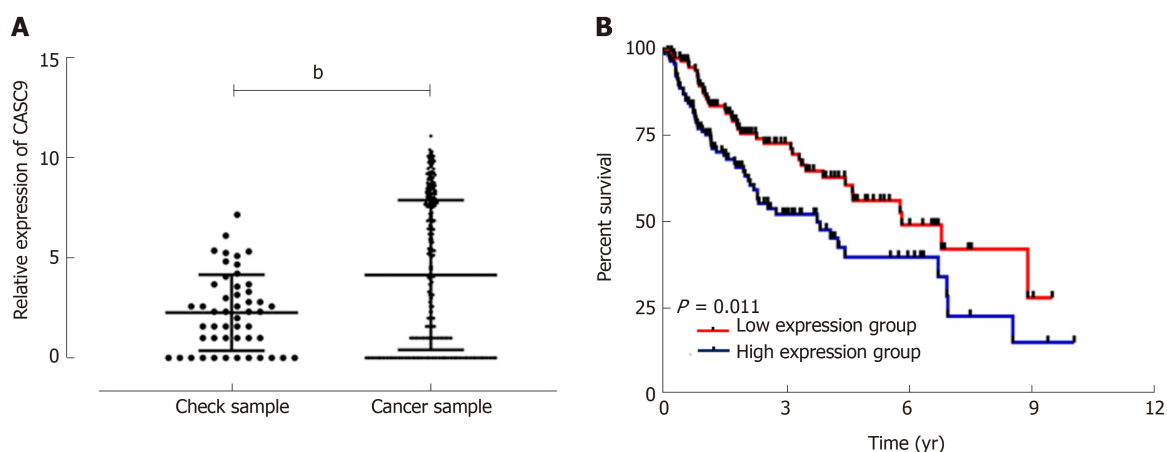 A
Relative expression of CASC9
15
10
5
0
b
Check sample
Cancer sample
B
Percent survival
100
75
50
25
0
P = 0.011
Low expression group
High expression group
0
3
6
9
12
Time (yr)